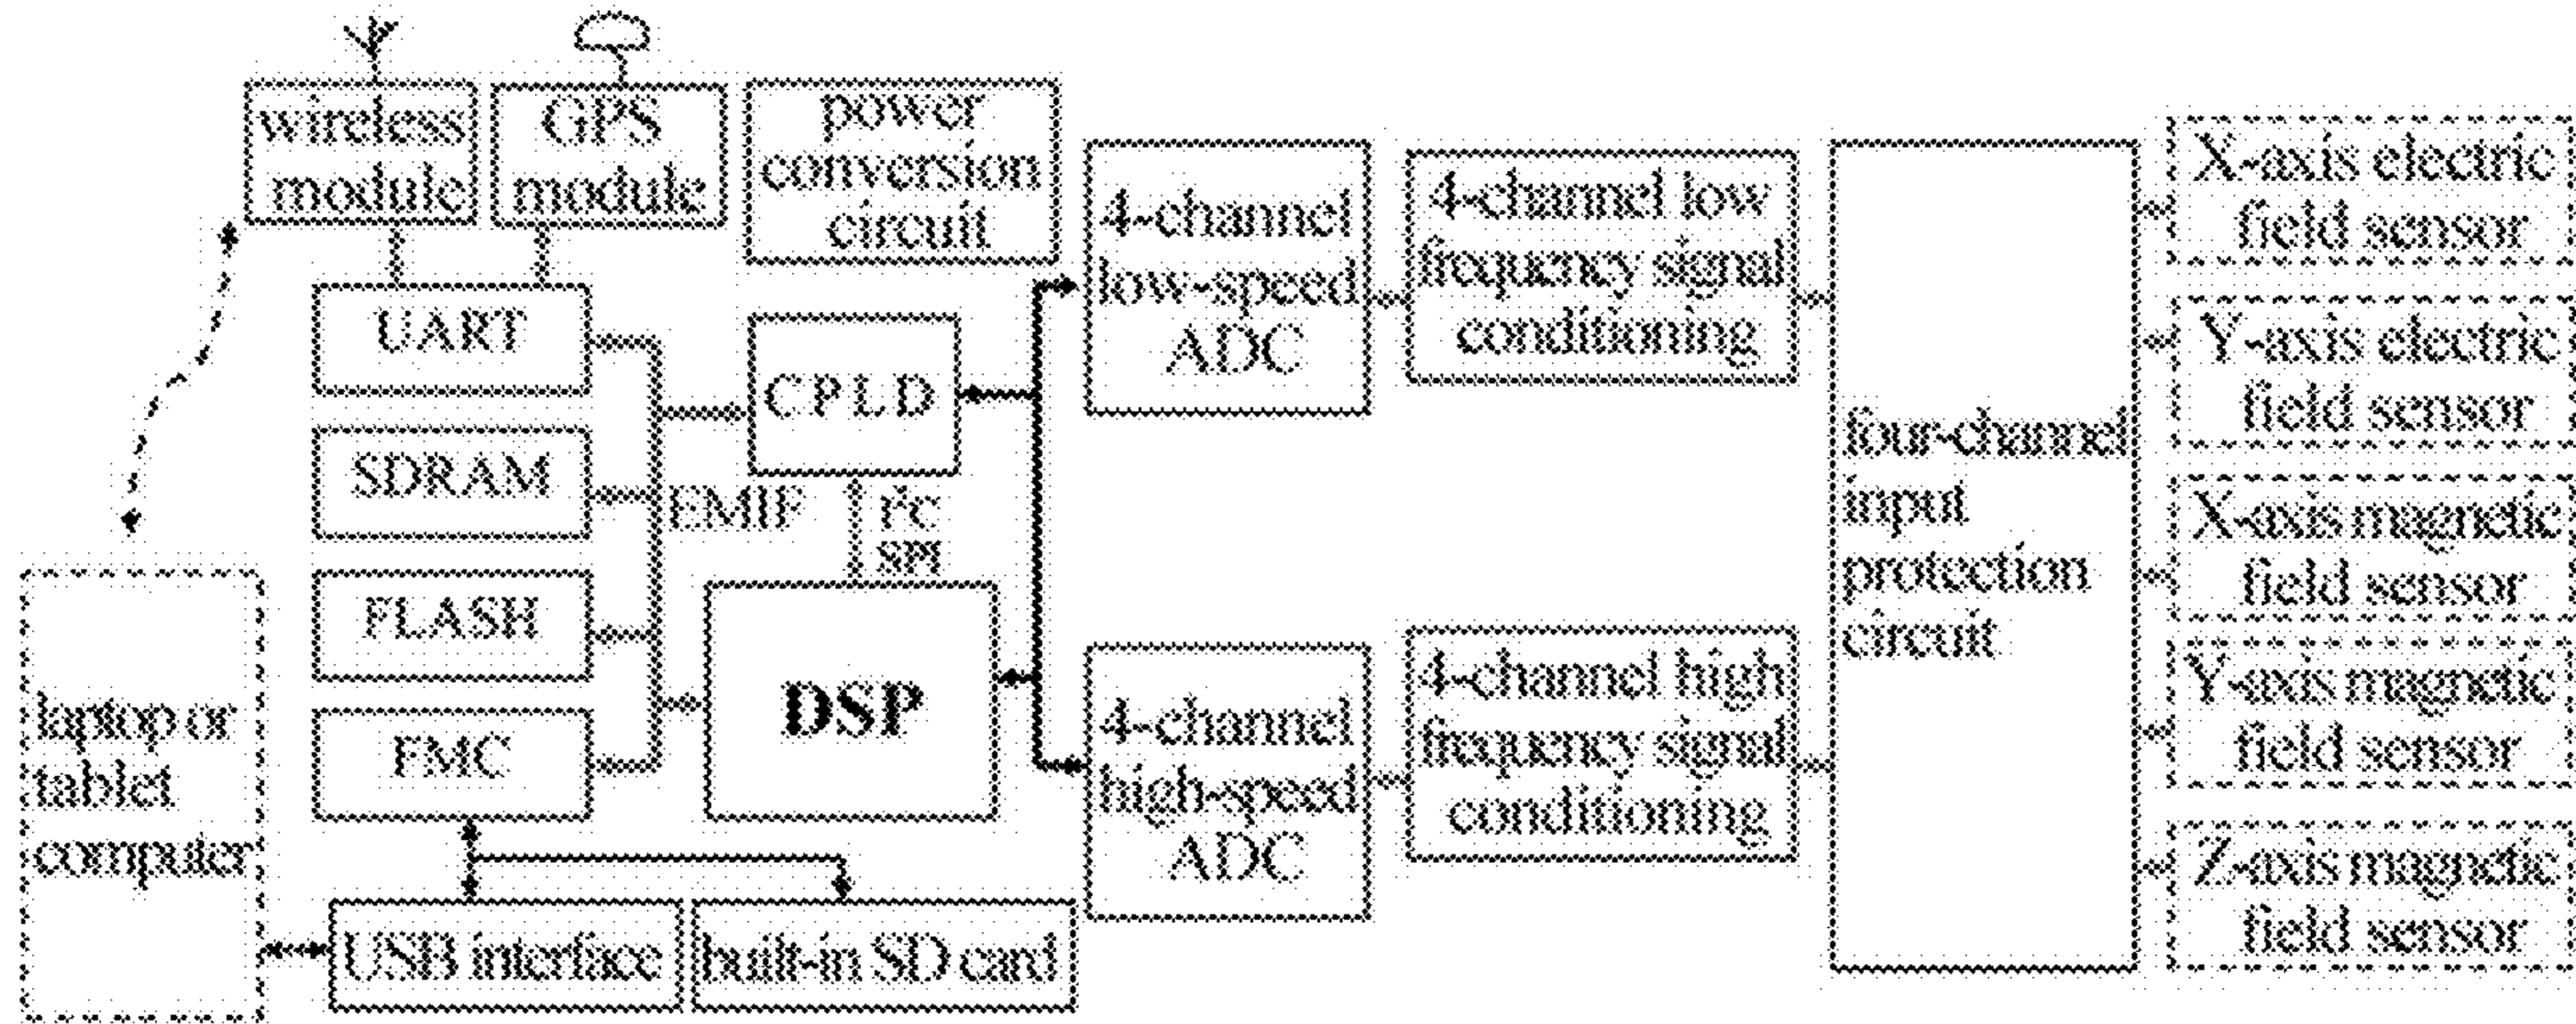 wireless
module
GPS
module
power
conversion
circuit
UART
SDRAM
FLASH
FMC
CPLD
EMIF
I²C
SPI
DSP
laptop or
tablet
computer
USB interface
built-in SD card
4-channel
low-speed
ADC
4-channel low
frequency signal
conditioning
4-channel
high-speed
ADC
4-channel high
frequency signal
conditioning
four-channel
input
protection
circuit
X-axis electric
field sensor
Y-axis electric
field sensor
X-axis magnetic
field sensor
Y-axis magnetic
field sensor
Z-axis magnetic
field sensor